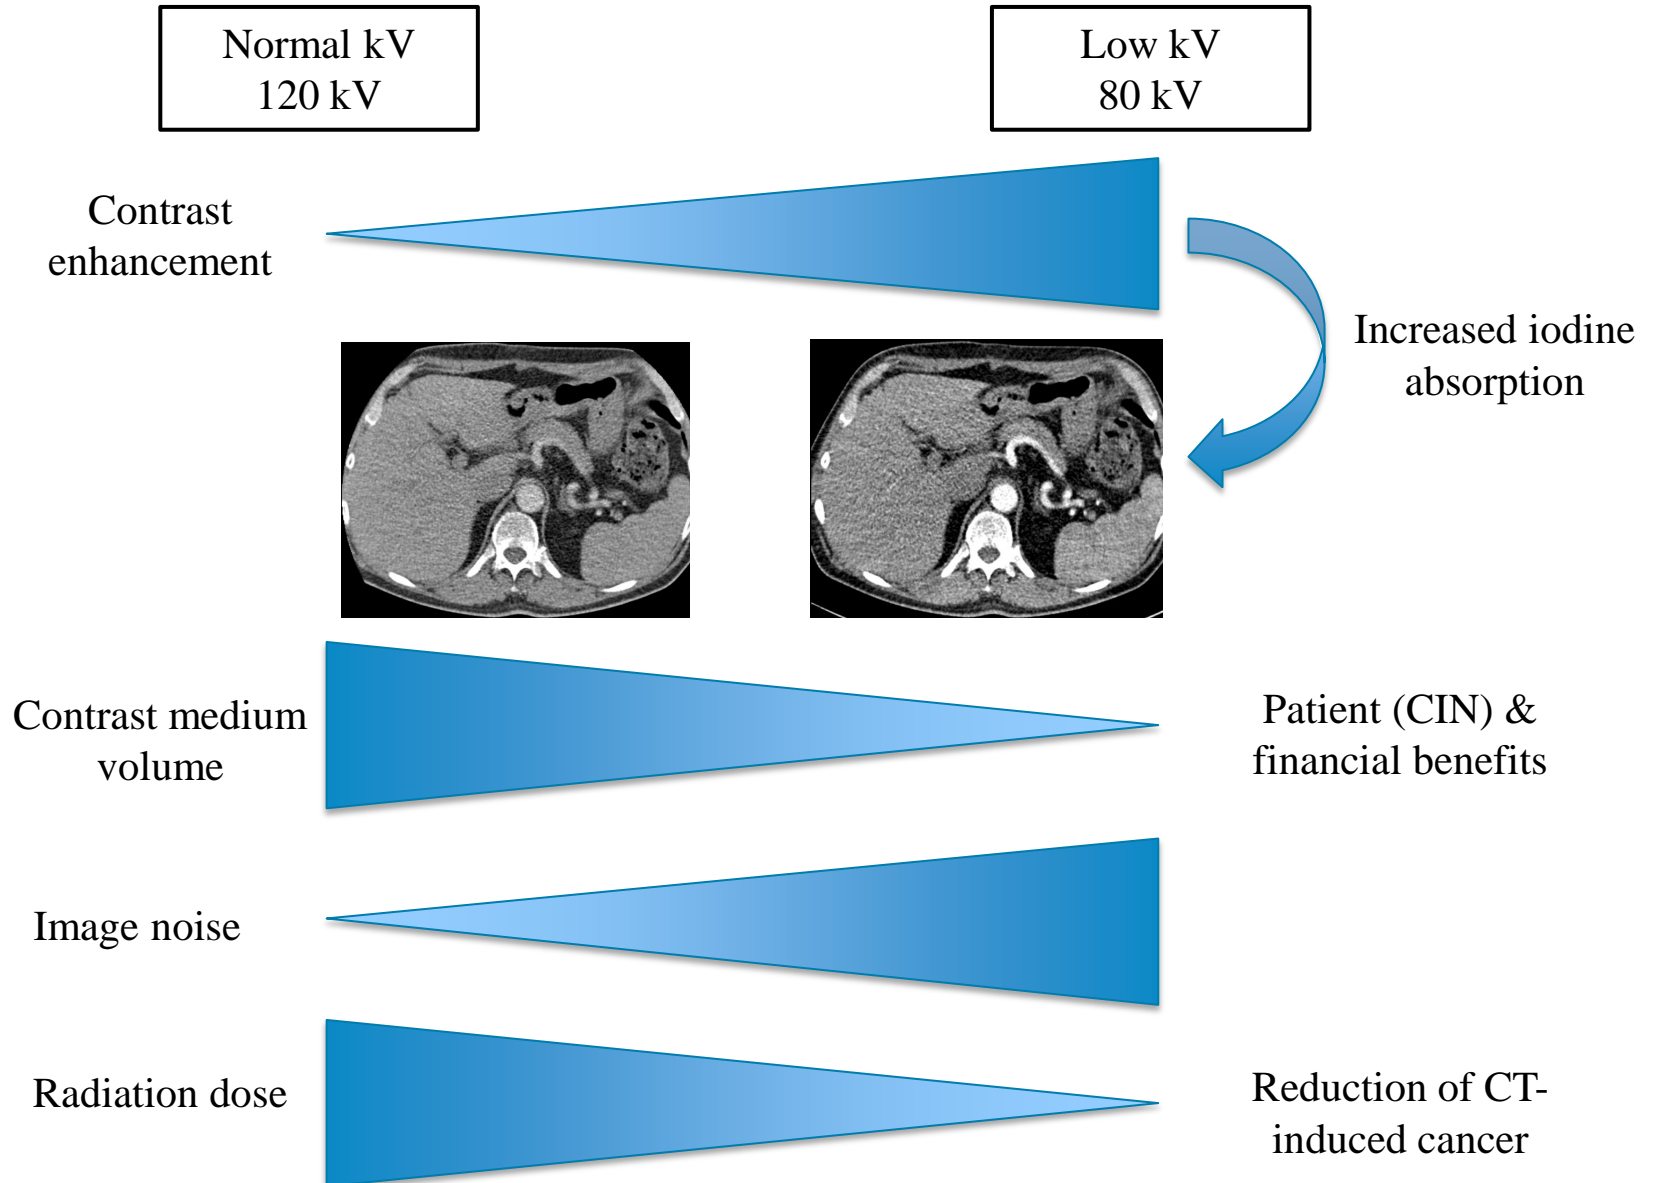 Normal kV
120 kV
Low kV
80 kV
Contrast
enhancement
Increased iodine
absorption
Contrast medium
volume
Patient (CIN) &
financial benefits
Image noise
Radiation dose
Reduction of CT-
induced cancer